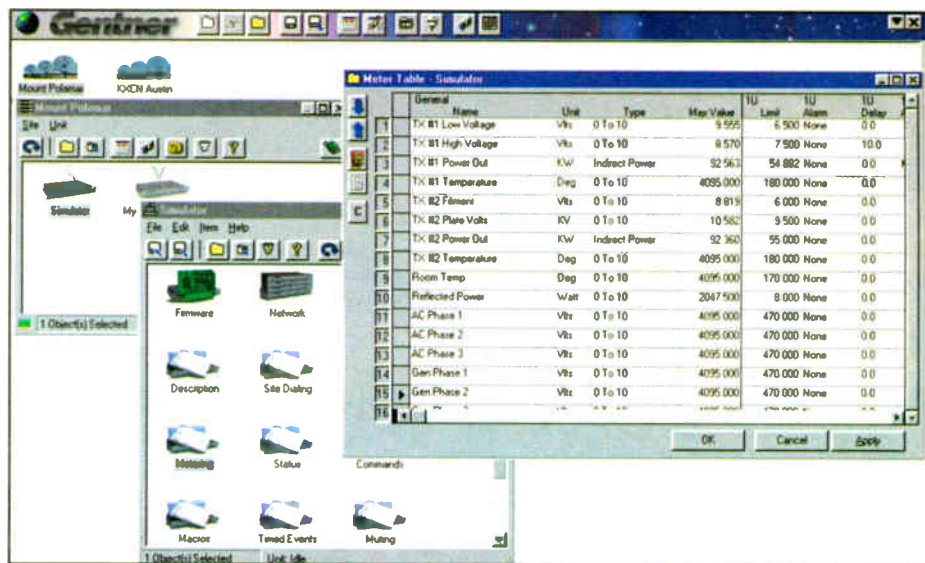 Gentner
Mount Polamar KXEN Austin
Mount Polamar
Site Unit
Simulator My
1 Object(s) Selected
Simulator
File Edit Item Help
Firmware Network
Description Site Dialing
Metering Status Commands
Macros Timed Events Muting
1 Object(s) Selected Unit: Idle
Meter Table - Simulator
General 1U 1U 1U
Name Unit Type Max Value Limit Alarm Delay
1 TX #1 Low Voltage Vlts 0 To 10 9.555 6.500 None 0.0
2 TX #1 High Voltage Vlts 0 To 10 8.570 7.900 None 10.0
3 TX #1 Power Out KW Indirect Power 92.563 54.882 None 0.0
4 TX #1 Temperature Deg 0 To 10 4095.000 180.000 None 0.0
5 TX #2 Filiment Vlts 0 To 10 8.819 6.000 None 0.0
6 TX #2 Plate Volts KV 0 To 10 10.582 9.500 None 0.0
7 TX #2 Power Out KW Indirect Power 92.360 55.000 None 0.0
8 TX #2 Temperature Deg 0 To 10 4095.000 180.000 None 0.0
9 Room Temp Deg 0 To 10 4095.000 170.000 None 0.0
10 Reflected Power Watt 0 To 10 2047.500 8.000 None 0.0
11 AC Phase 1 Vlts 0 To 10 4095.000 470.000 None 0.0
12 AC Phase 2 Vlts 0 To 10 4095.000 470.000 None 0.0
13 AC Phase 3 Vlts 0 To 10 4095.000 470.000 None 0.0
14 Gen Phase 1 Vlts 0 To 10 4095.000 470.000 None 0.0
15 Gen Phase 2 Vlts 0 To 10 4095.000 470.000 None 0.0
16
C
OK Cancel Apply